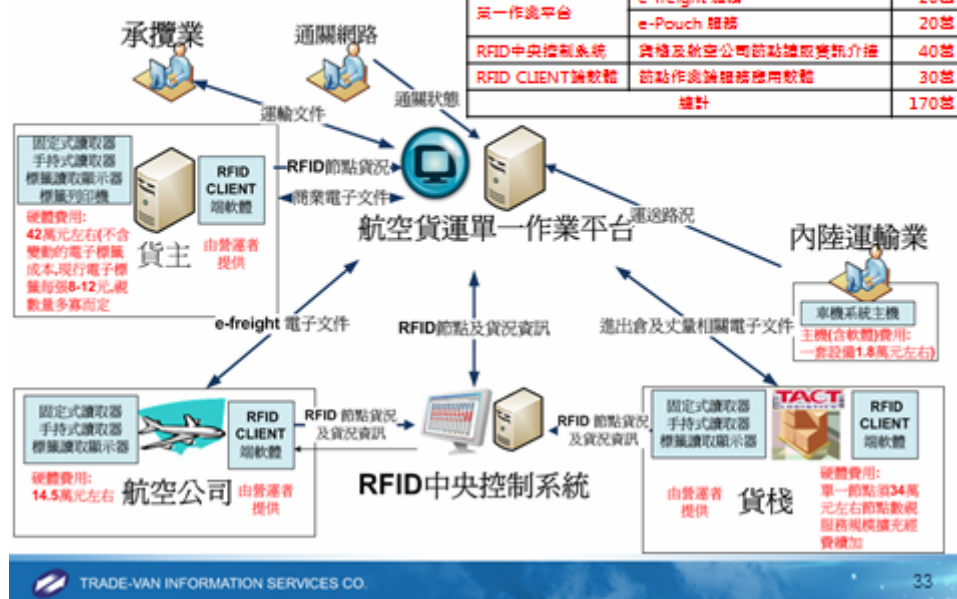 e-freight 服務 20萬
單一作業平台
e-Pouch 服務 20萬
RFID中央控制系統 貨棧及航空公司節點讀取資訊介接 40萬
RFID CLIENT端軟體 節點作業端服務應用軟體 30萬
總計 170萬
承攬業
通關網路
通關狀態
運輸文件
固定式讀取器
手持式讀取器
標籤讀取顯示器
標籤列印機
RFID
CLIENT
端軟體
硬體費用:
42萬元左右(不含
變動的電子標籤
成本,現行電子標
籤每張8-12元,視
數量多寡而定
貨主
由營運者
提供
RFID節點貨況
商業電子文件
航空貨運單一作業平台
運送路況
內陸運輸業
車機系統主機
主機(含軟體)費用:
一套設備1.8萬元左右)
e-freight 電子文件
RFID節點及貨況資訊
進出倉及丈量相關電子文件
固定式讀取器
手持式讀取器
標籤讀取顯示器
RFID
CLIENT
端軟體
硬體費用:
14.5萬元左右
航空公司
由營運者
提供
RFID 節點貨況
及貨況資訊
RFID中央控制系統
RFID 節點貨況
及貨況資訊
固定式讀取器
手持式讀取器
標籤讀取顯示器
TACT
LOGISTICS
RFID
CLIENT
端軟體
由營運者
提供
貨棧
硬體費用:
單一節點須34萬
元左右節點數視
服務規模擴充經
費續加
TRADE-VAN INFORMATION SERVICES CO.
33